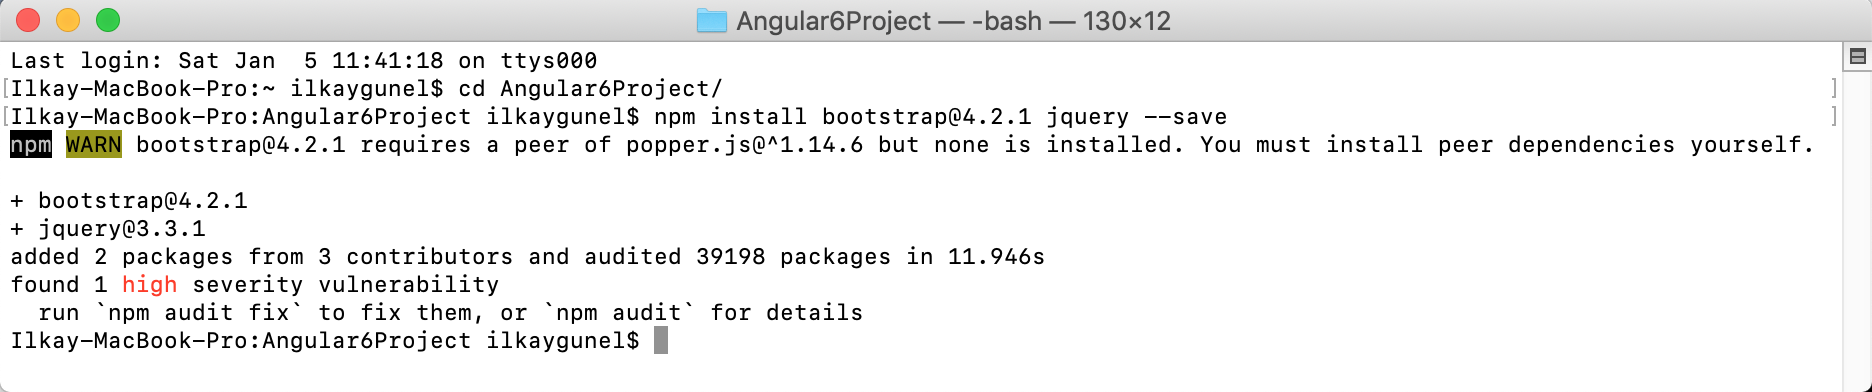 Angular6Project — -bash — 130×12
Last login: Sat Jan  5 11:41:18 on ttys000
[Ilkay-MacBook-Pro:~ ilkaygunel$ cd Angular6Project/ ]
[Ilkay-MacBook-Pro:Angular6Project ilkaygunel$ npm install bootstrap@4.2.1 jquery --save ]
npm WARN bootstrap@4.2.1 requires a peer of popper.js@^1.14.6 but none is installed. You must install peer dependencies yourself.
+ bootstrap@4.2.1
+ jquery@3.3.1
added 2 packages from 3 contributors and audited 39198 packages in 11.946s
found 1 high severity vulnerability
  run `npm audit fix` to fix them, or `npm audit` for details
Ilkay-MacBook-Pro:Angular6Project ilkaygunel$